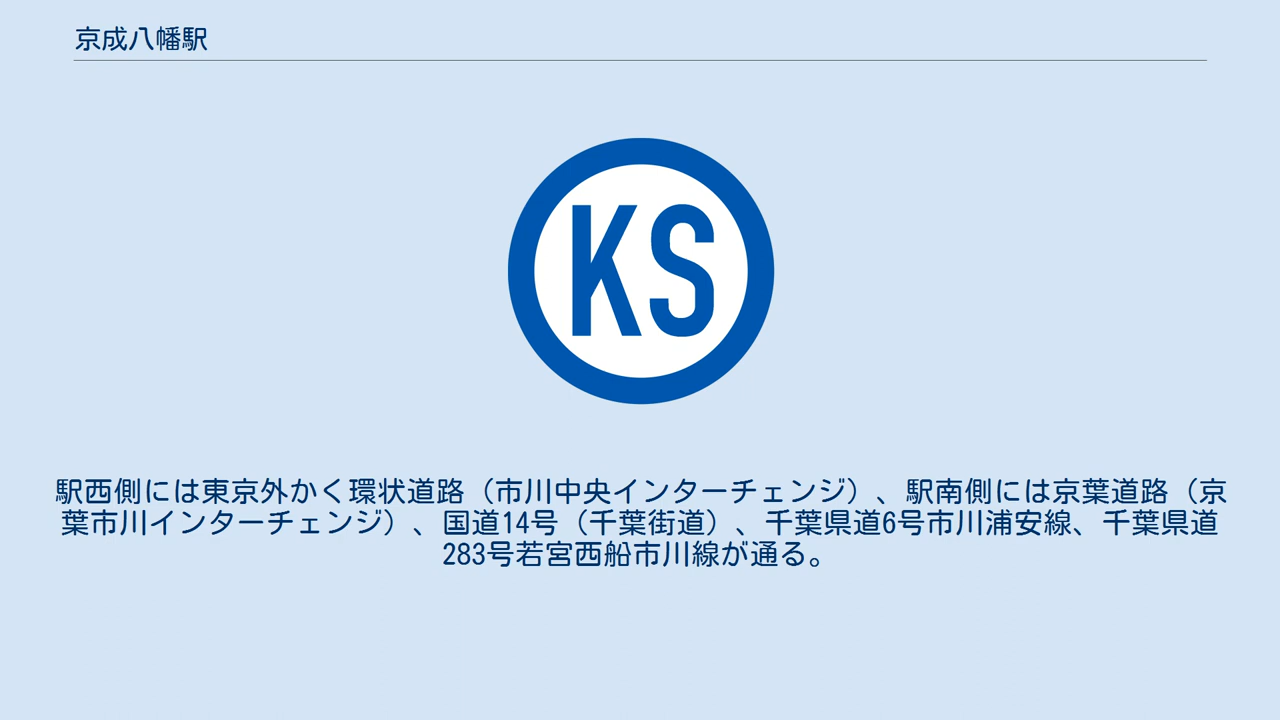 京成八幡駅
KS
駅西側には東京外かく環状道路（市川中央インターチェンジ）、駅南側には京葉道路（京
葉市川インターチェンジ）、国道14号（千葉街道）、千葉県道6号市川浦安線、千葉県道
283号若宮西船市川線が通る。